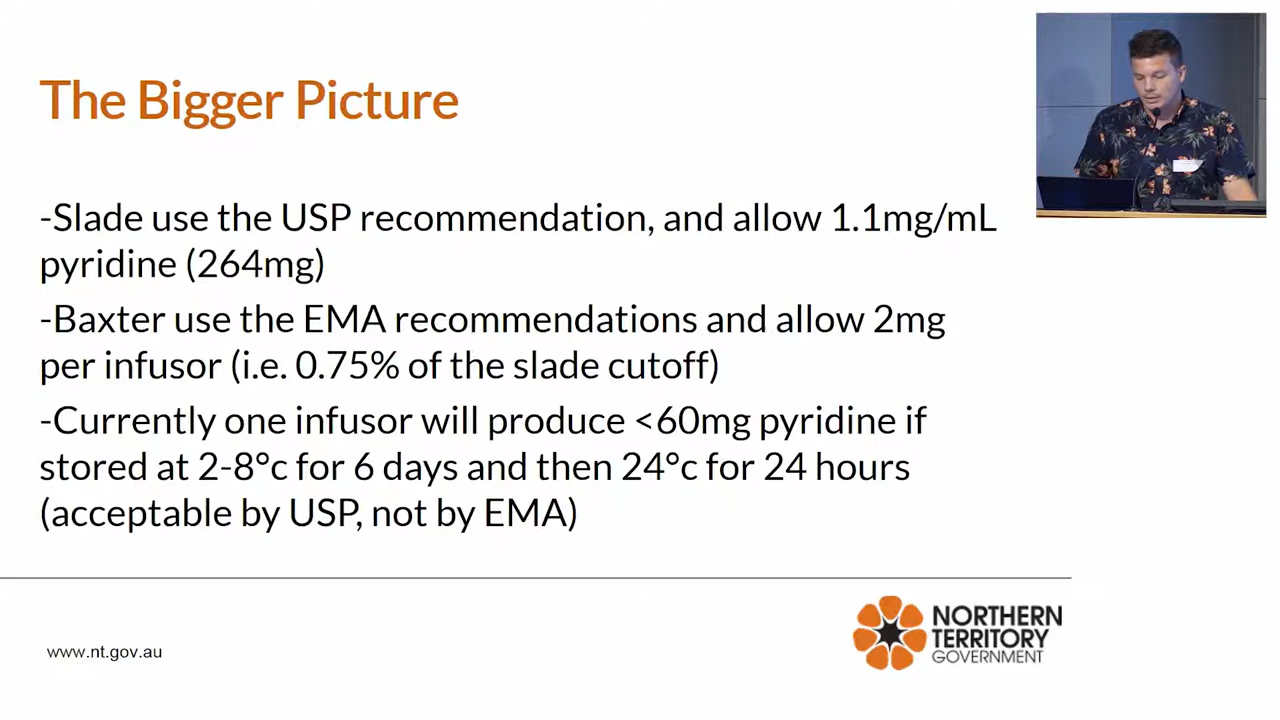 The Bigger Picture
-Slade use the USP recommendation, and allow 1.1mg/mL
pyridine (264mg)
-Baxter use the EMA recommendations and allow 2mg
per infusor (i.e. 0.75% of the slade cutoff)
-Currently one infusor will produce <60mg pyridine if
stored at 2-8°c for 6 days and then 24°c for 24 hours
(acceptable by USP, not by EMA)
www.nt.gov.au
NORTHERN
TERRITORY
GOVERNMENT